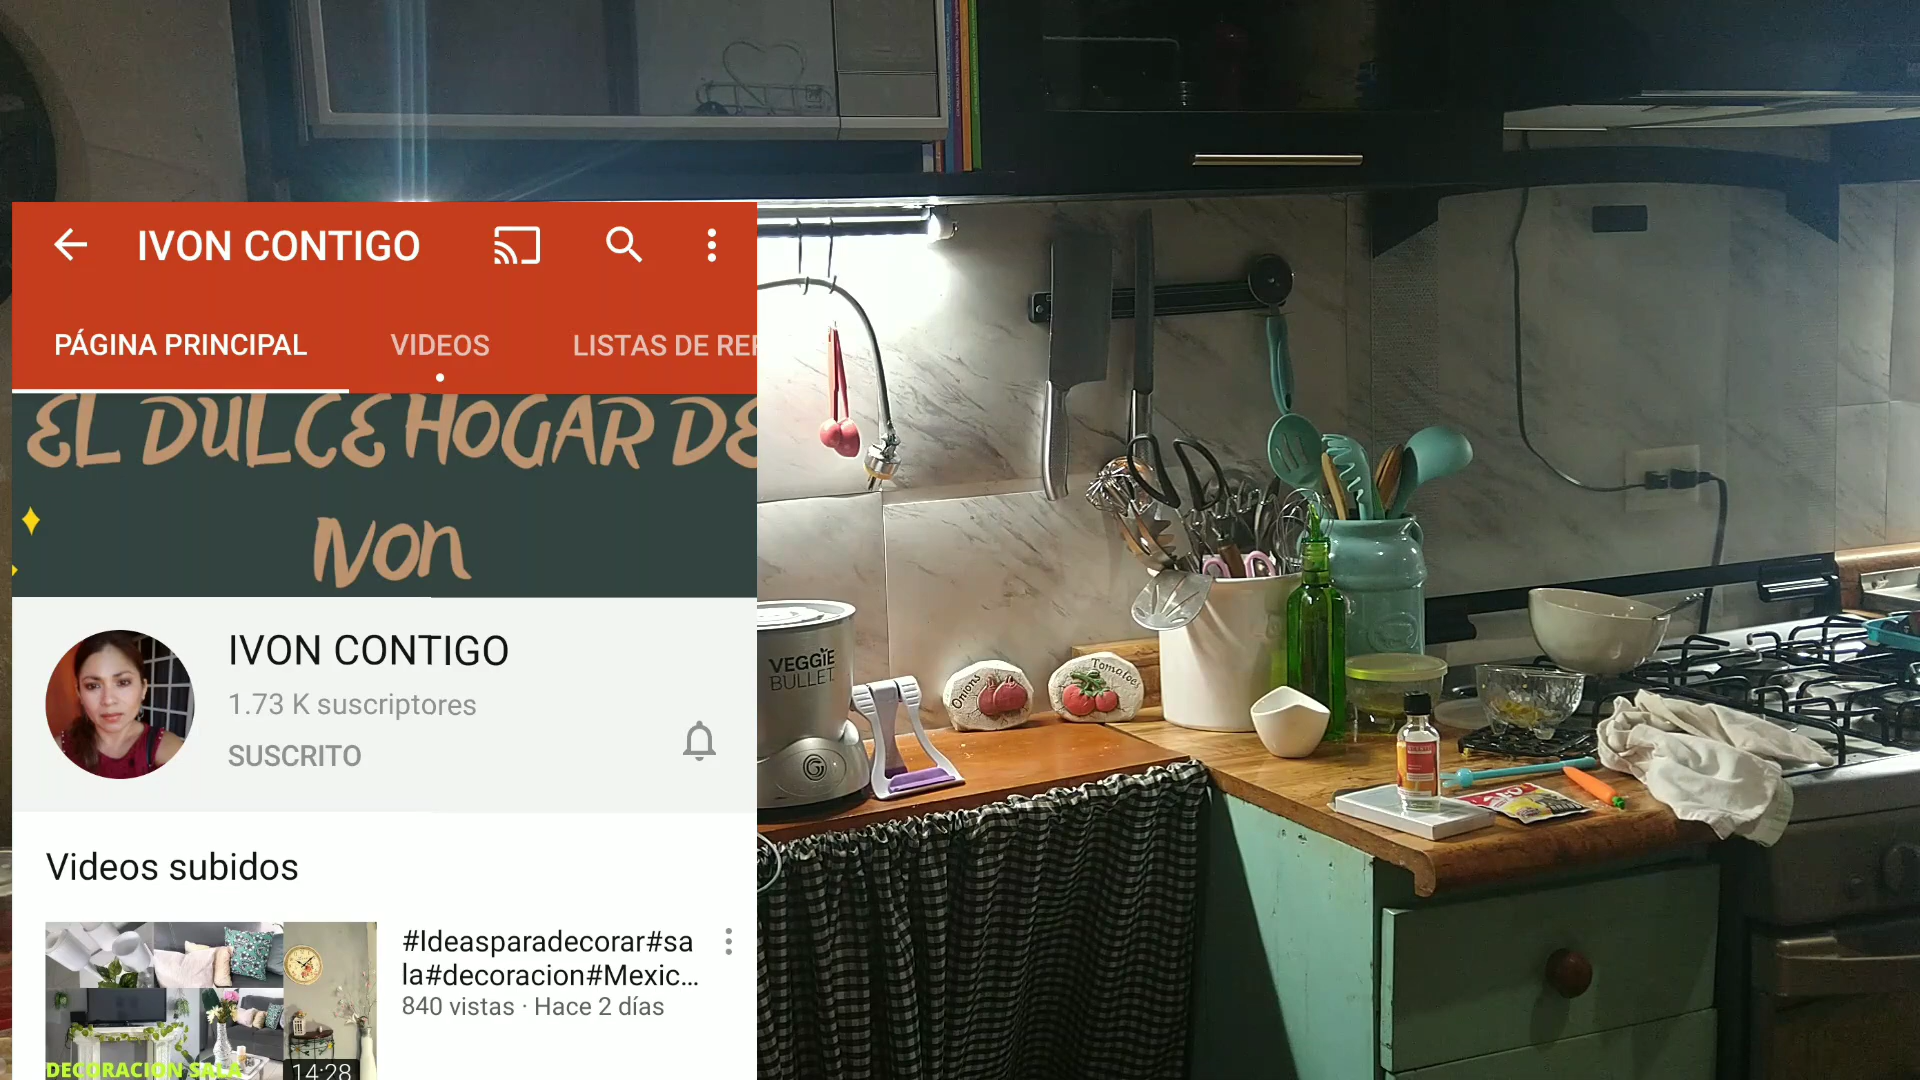 IVON CONTIGO
PÁGINA PRINCIPAL
VIDEOS
LISTAS DE REP
EL DULCE HOGAR DE
IVON
IVON CONTIGO
1.73 K suscriptores
SUSCRITO
Videos subidos
#Ideasparadecorar#sa
la#decoracion#Mexic...
840 vistas · Hace 2 días
DECORACION SALA
14:28
VEGGIE
BULLET
Onions
Tomatoes